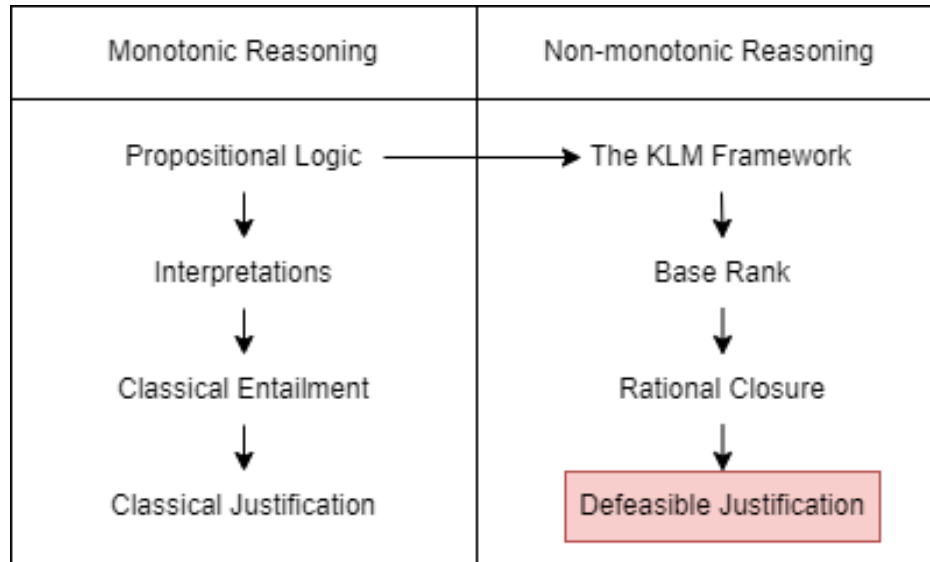 Monotonic Reasoning
Non-monotonic Reasoning
Propositional Logic
The KLM Framework
Interpretations
Base Rank
Classical Entailment
Rational Closure
Classical Justification
Defeasible Justification